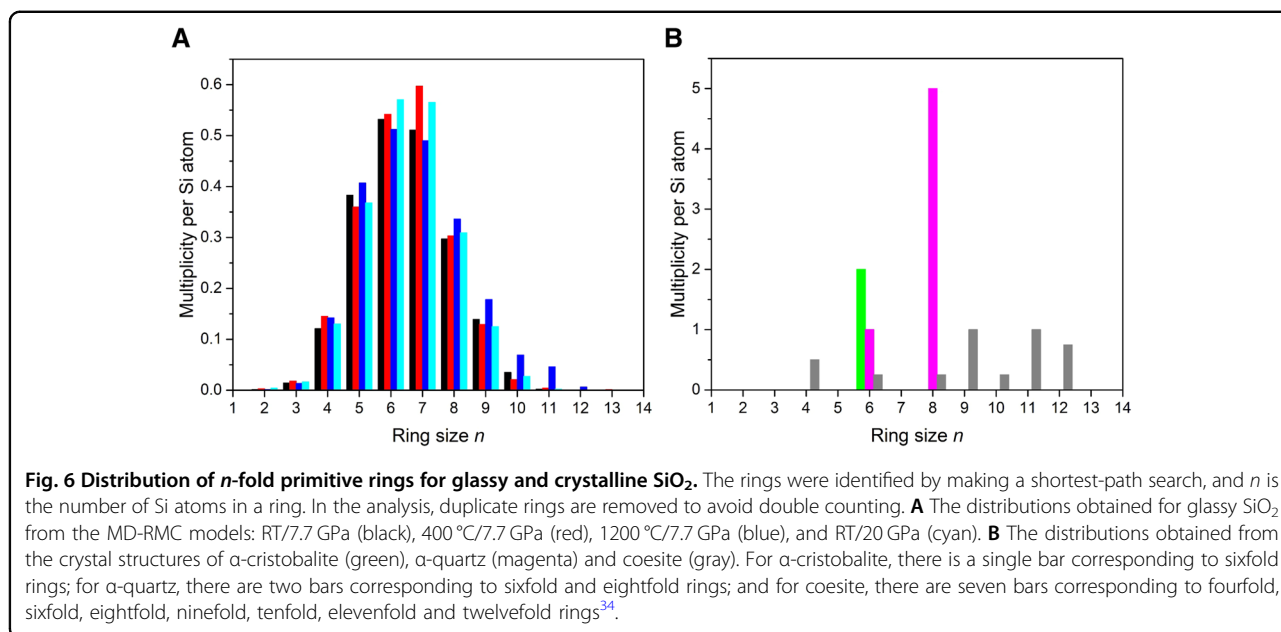 A
B
0.6
0.5
0.4
0.3
0.2
0.1
0.0
Multiplicity per Si atom
1 2 3 4 5 6 7 8 9 10 11 12 13 14
Ring size n
5
4
3
2
1
0
Multiplicity per Si atom
1 2 3 4 5 6 7 8 9 10 11 12 13 14
Ring size n
Fig. 6 Distribution of n-fold primitive rings for glassy and crystalline SiO₂. The rings were identified by making a shortest-path search, and n is
the number of Si atoms in a ring. In the analysis, duplicate rings are removed to avoid double counting. A The distributions obtained for glassy SiO₂
from the MD-RMC models: RT/7.7 GPa (black), 400 °C/7.7 GPa (red), 1200 °C/7.7 GPa (blue), and RT/20 GPa (cyan). B The distributions obtained from
the crystal structures of α-cristobalite (green), α-quartz (magenta) and coesite (gray). For α-cristobalite, there is a single bar corresponding to sixfold
rings; for α-quartz, there are two bars corresponding to sixfold and eightfold rings; and for coesite, there are seven bars corresponding to fourfold,
sixfold, eightfold, ninefold, tenfold, elevenfold and twelvefold rings³⁴.